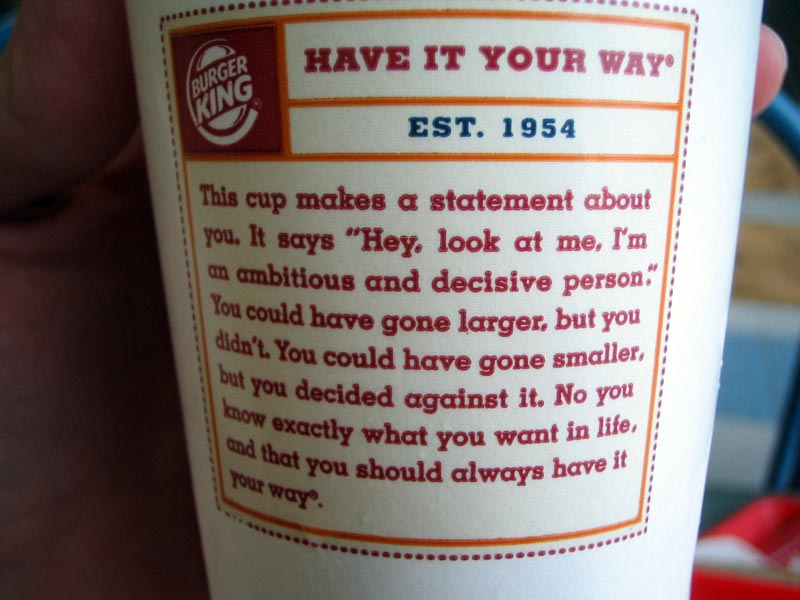 BURGER
KING®
HAVE IT YOUR WAY®
EST. 1954
This cup makes a statement about
you. It says "Hey, look at me, I'm
an ambitious and decisive person."
You could have gone larger, but you
didn't. You could have gone smaller,
but you decided against it. No you
know exactly what you want in life,
and that you should always have it
your way®.